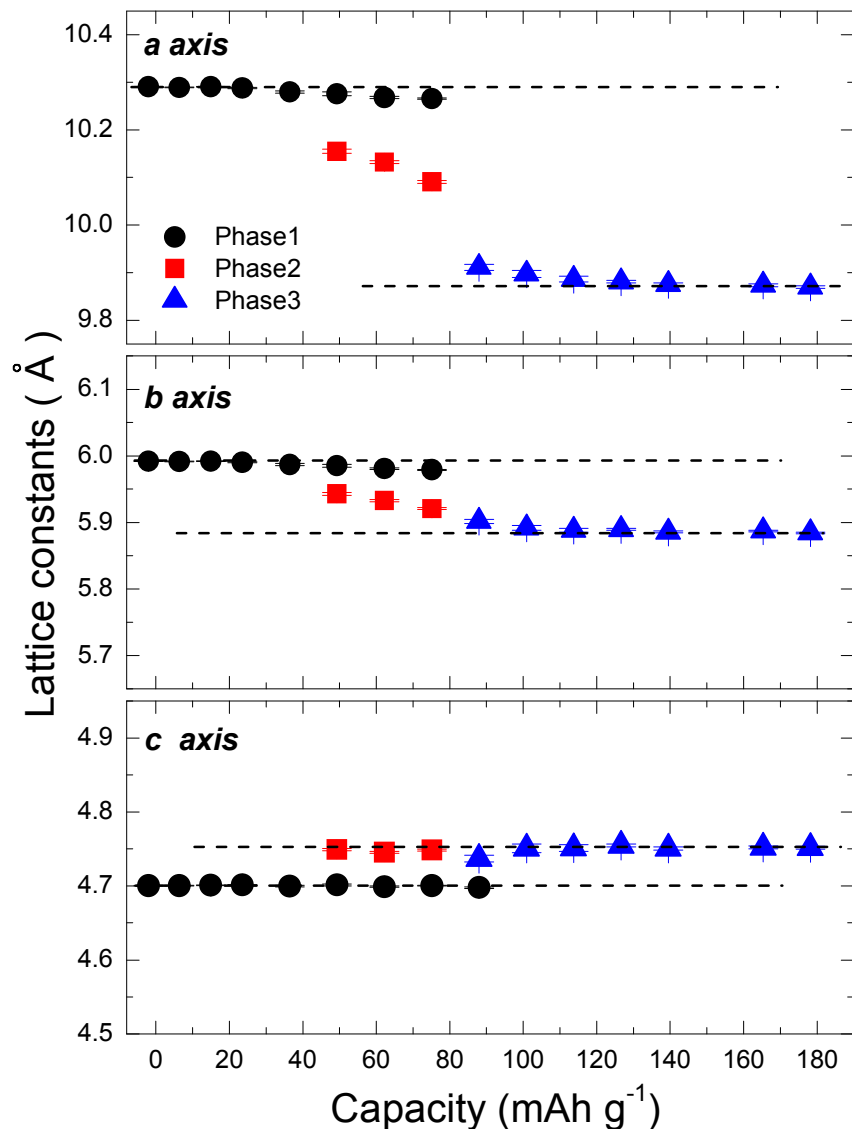 Lattice constants ( Å )
a axis
10.4
10.2
10.0
9.8
Phase1
Phase2
Phase3
b axis
6.1
6.0
5.9
5.8
5.7
c axis
4.9
4.8
4.7
4.6
4.5
0 20 40 60 80 100 120 140 160 180
Capacity (mAh g⁻¹)